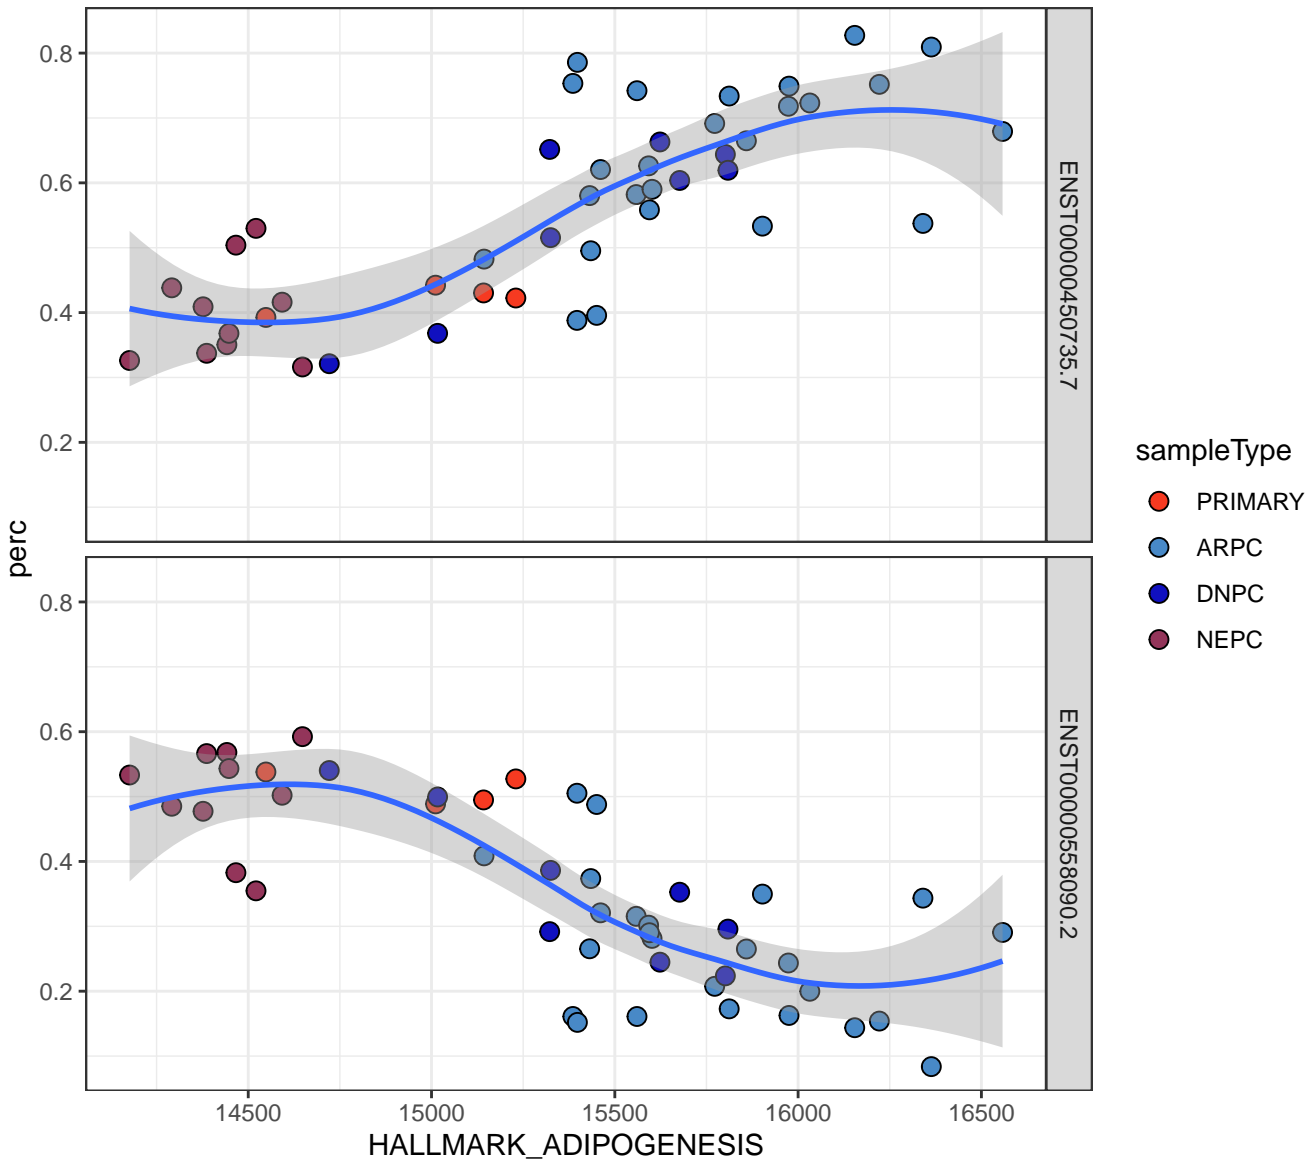 perc
0.8
0.6
0.4
0.2
ENST00000450735.7
0.8
0.6
0.4
0.2
ENST00000558090.2
14500 15000 15500 16000 16500
HALLMARK_ADIPOGENESIS
sampleType
PRIMARY
ARPC
DNPC
NEPC